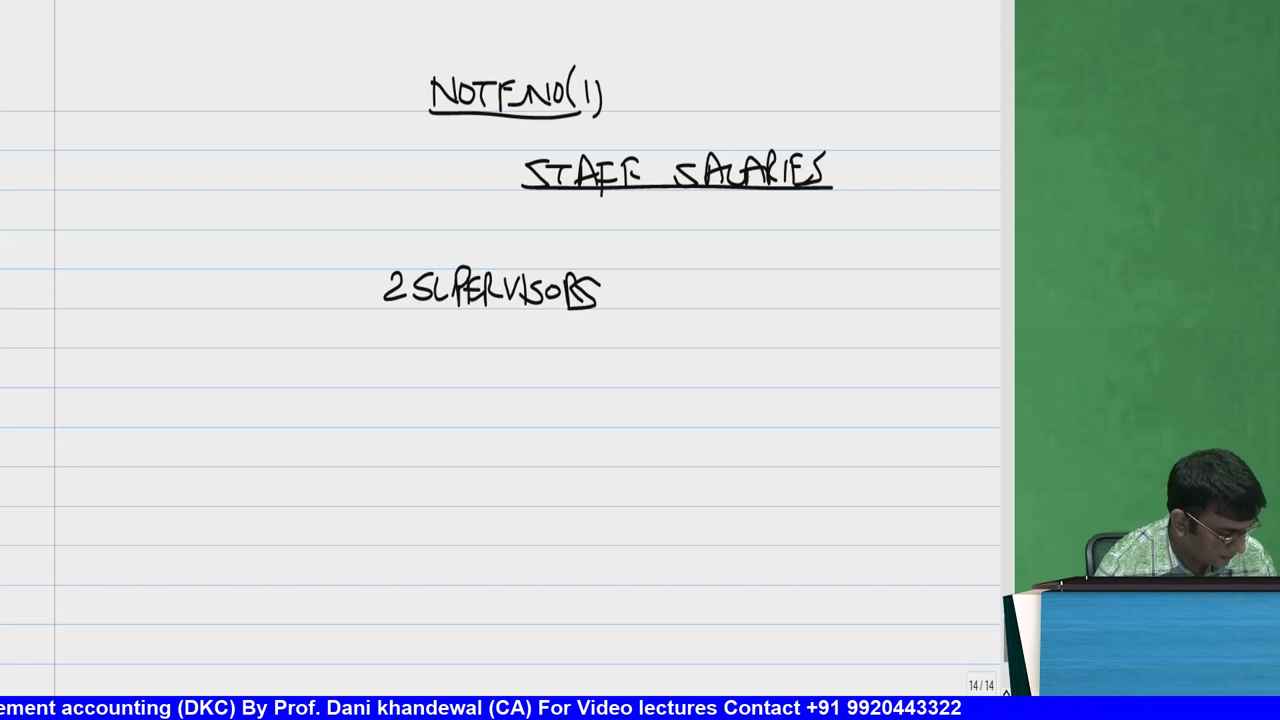 NOTE NO(1)
STAFF SALARIES
2 SUPERVISORS
14 / 14
ement accounting (DKC) By Prof. Dani khandewal (CA) For Video lectures Contact +91 9920443322